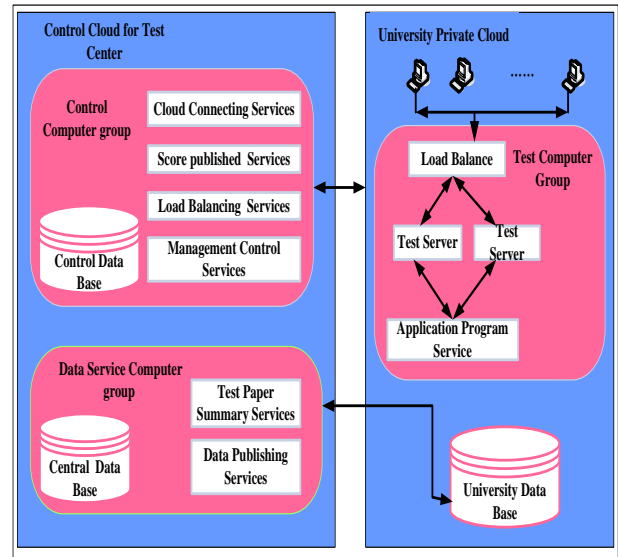 Control Cloud for Test
Center
Control
Computer group
Cloud Connecting Services
Score published Services
Load Balancing Services
Management Control
Services
Control Data
Base
Data Service Computer
group
Test Paper
Summary Services
Data Publishing
Services
Central Data
Base
University Private Cloud
......
Load Balance
Test Computer
Group
Test Server
Test
Server
Application Program
Service
University Data
Base